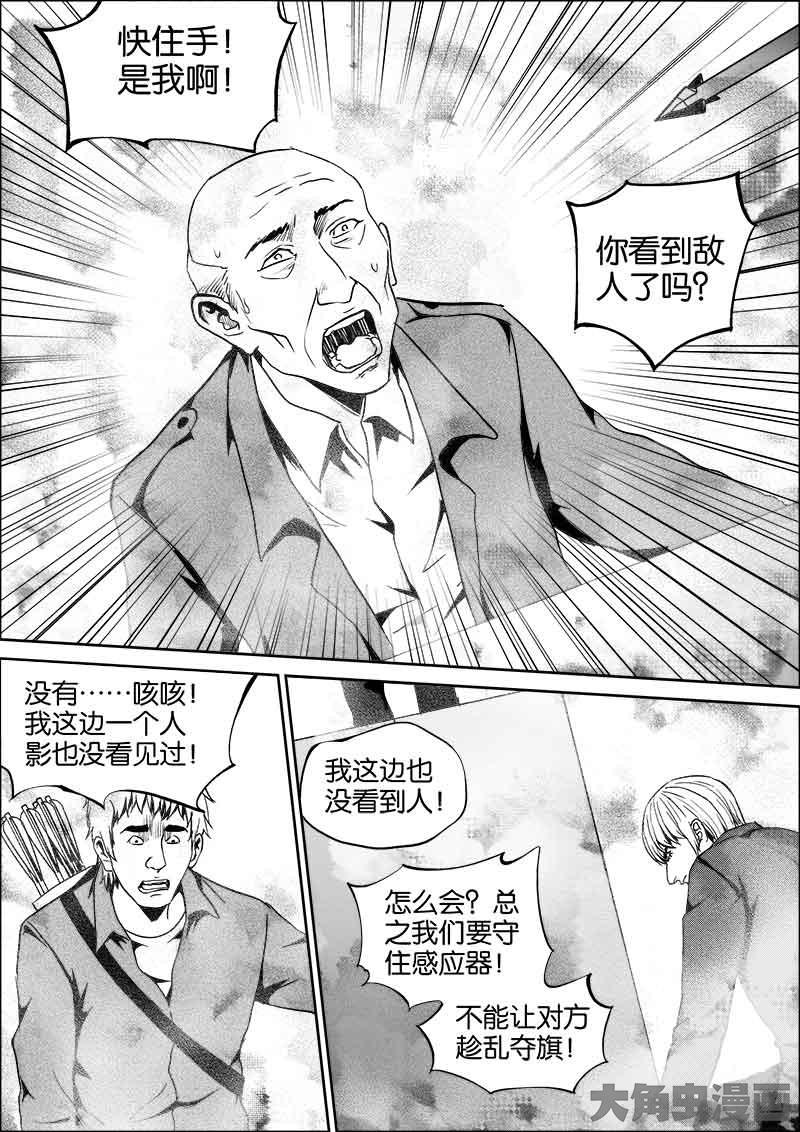 快住手！
是我啊！
你看到敌
人了吗？
没有……咳咳！
我这边一个人
影也没看见过！
我这边也
没看到人！
怎么会？总
之我们要守
住感应器！
不能让对方
趁乱夺旗！
大角虫漫画